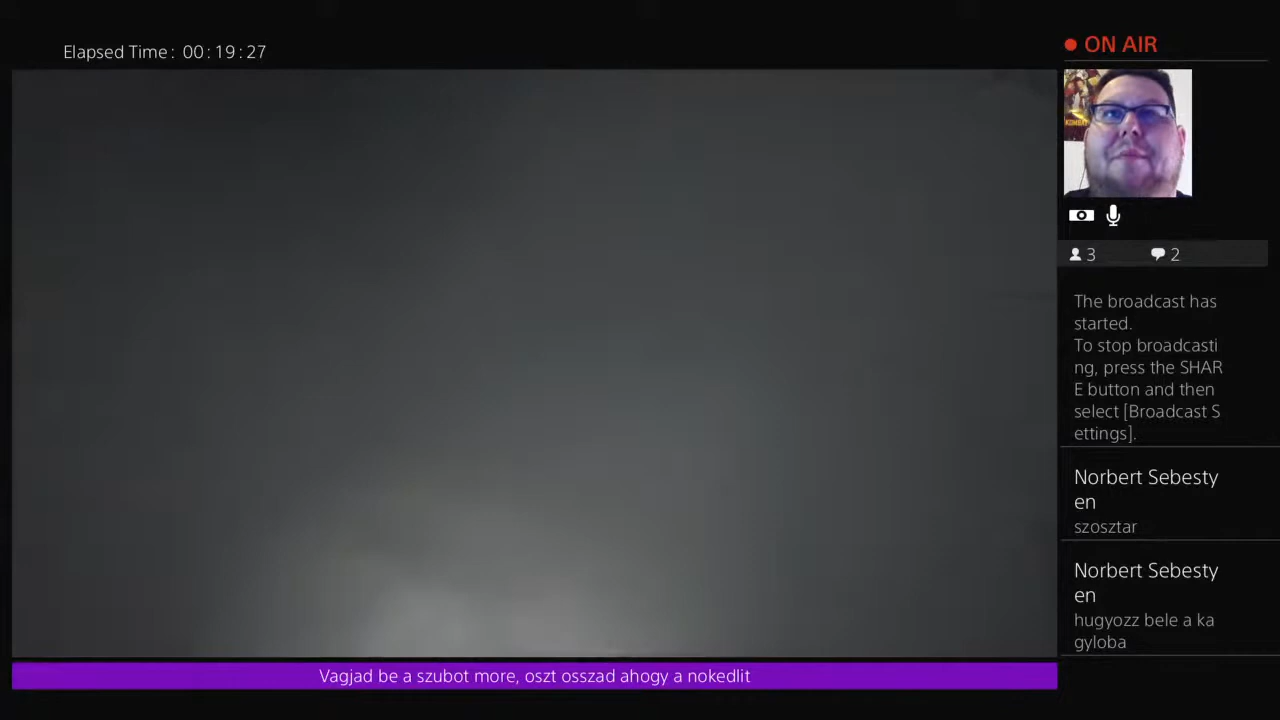 Elapsed Time: 00:19:27
ON AIR
KOMBAT
3 2
The broadcast has
started.
To stop broadcasti
ng, press the SHAR
E button and then
select [Broadcast S
ettings].
Norbert Sebesty
en
szosztar
Norbert Sebesty
en
hugyozz bele a ka
gyloba
Vagjad be a szubot more, oszt osszad ahogy a nokedlit